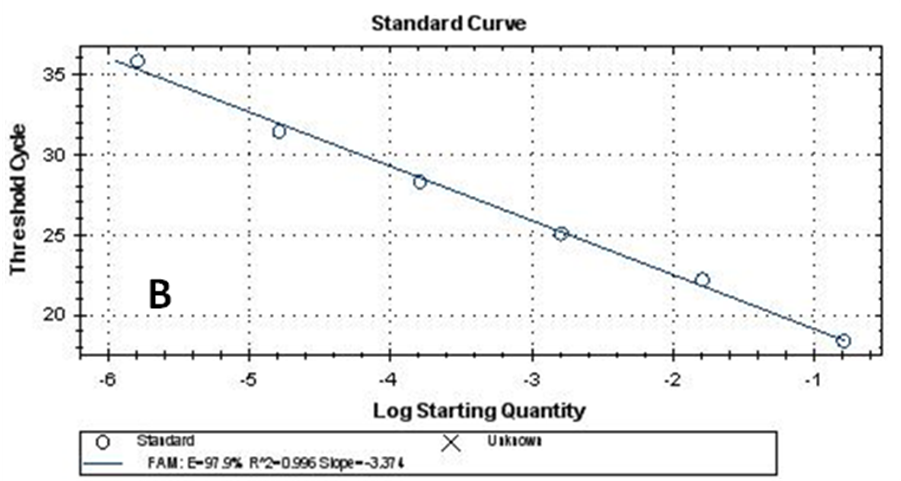 Standard Curve
Threshold Cycle
35
30
25
20
B
-6 -5 -4 -3 -2 -1
Log Starting Quantity
Standard Unknown
FAM: E=97.9% R^2=0.996 Slope=-3.374